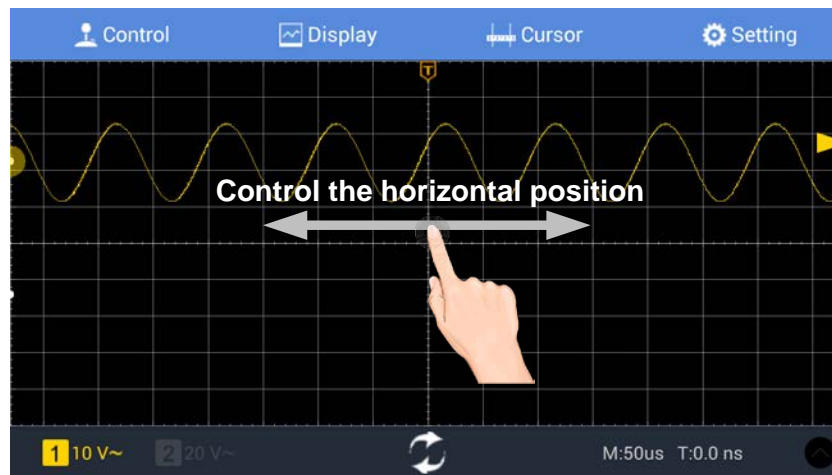 Control Display Cursor Setting
T
Control the horizontal position
1 10 V~ 2 20 V~ M:50us T:0.0 ns